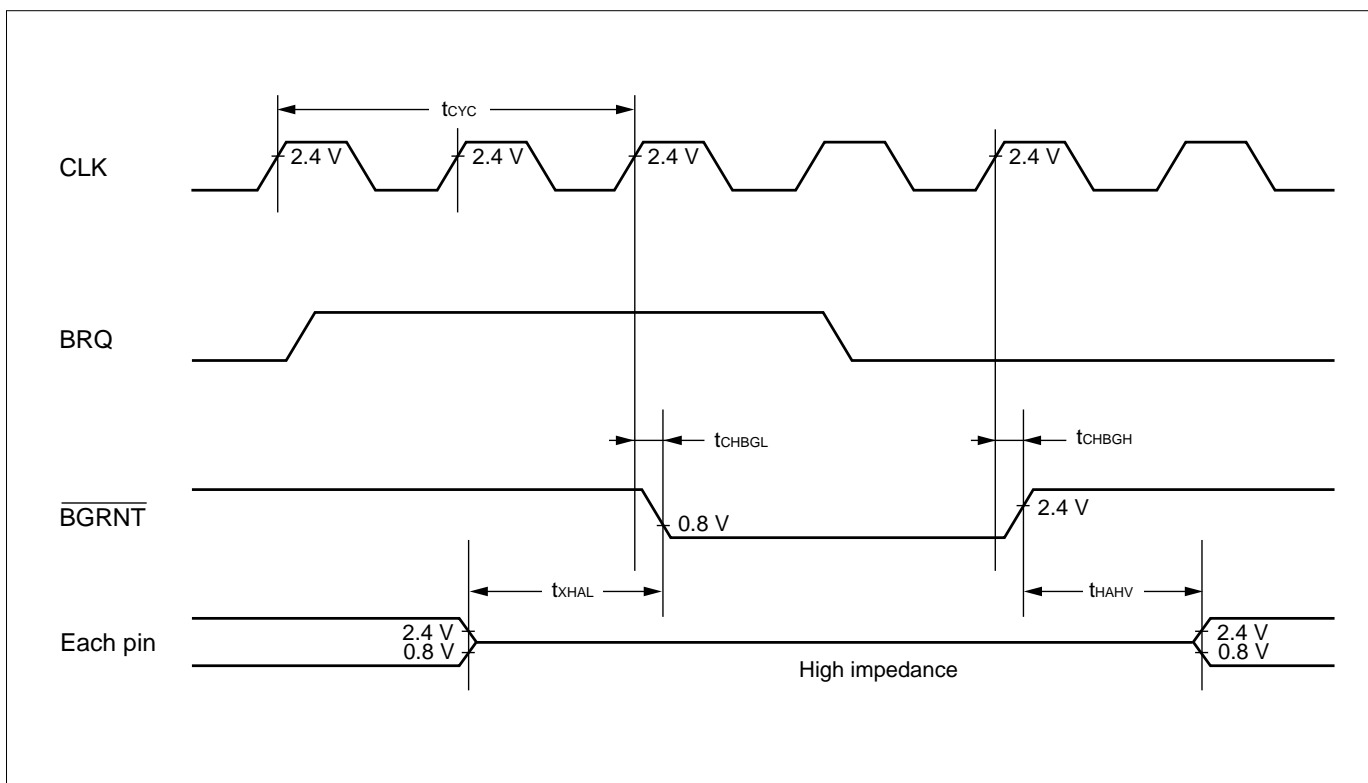 tCYC
CLK
2.4 V
2.4 V
2.4 V
2.4 V
BRQ
tCHBGL
tCHBGH
BGRNT
0.8 V
2.4 V
tXHAL
tHAHV
Each pin
2.4 V
0.8 V
High impedance
2.4 V
0.8 V